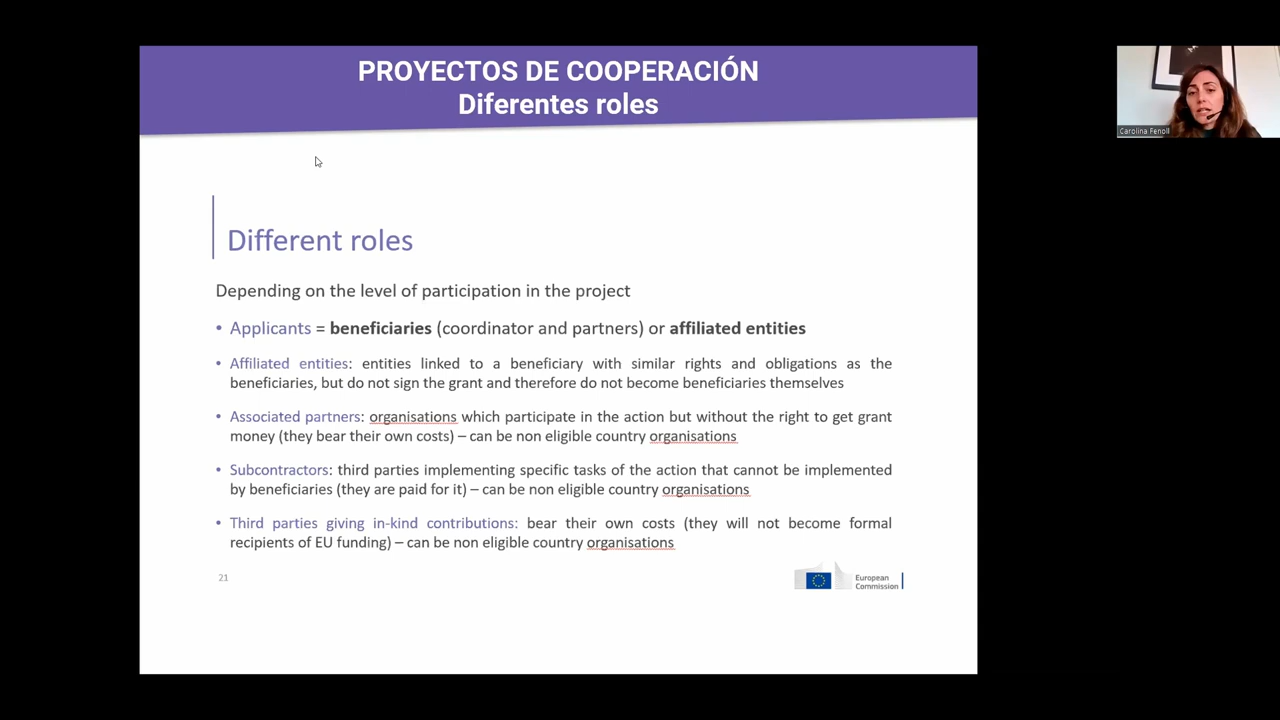 PROYECTOS DE COOPERACIÓN
Diferentes roles
Carolina Fenoll
Different roles
Depending on the level of participation in the project
• Applicants = beneficiaries (coordinator and partners) or affiliated entities
• Affiliated entities: entities linked to a beneficiary with similar rights and obligations as the
beneficiaries, but do not sign the grant and therefore do not become beneficiaries themselves
• Associated partners: organisations which participate in the action but without the right to get grant
money (they bear their own costs) – can be non eligible country organisations
• Subcontractors: third parties implementing specific tasks of the action that cannot be implemented
by beneficiaries (they are paid for it) – can be non eligible country organisations
• Third parties giving in-kind contributions: bear their own costs (they will not become formal
recipients of EU funding) – can be non eligible country organisations
21
European
Commission